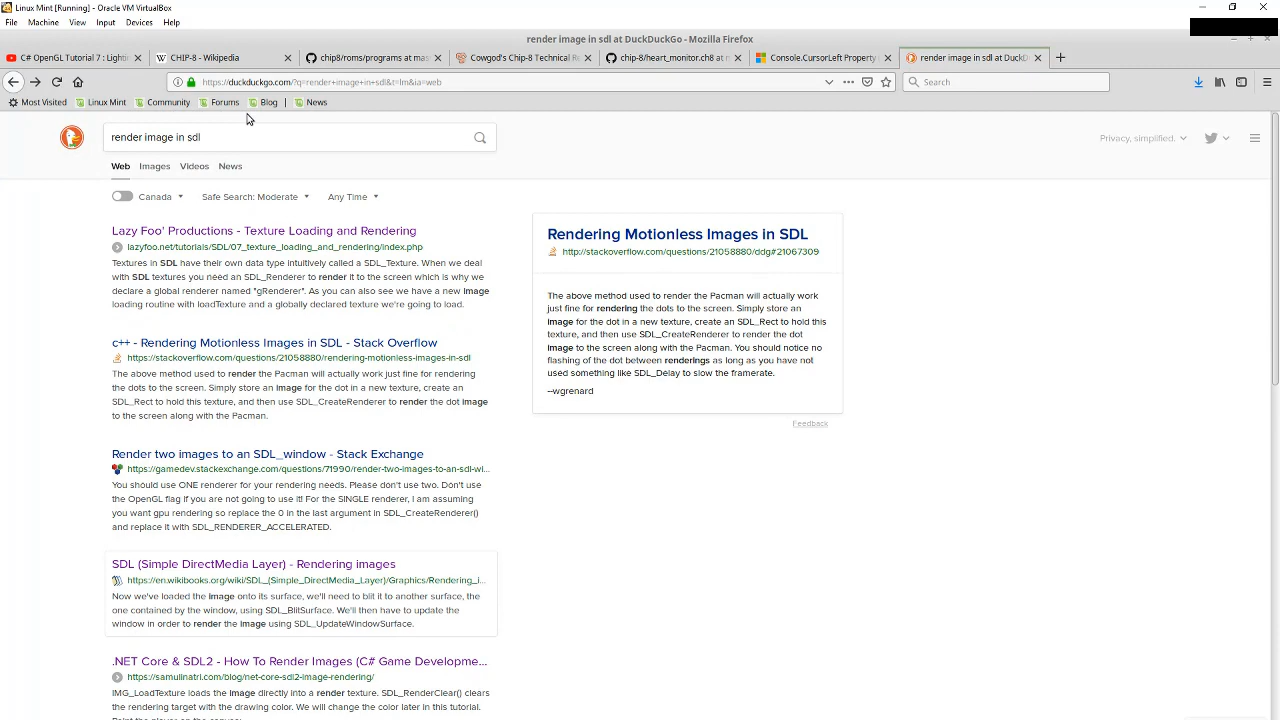 Linux Mint [Running] - Oracle VM VirtualBox
File Machine View Input Devices Help
render image in sdl at DuckDuckGo - Mozilla Firefox
C# OpenGL Tutorial 7 : Lighti
CHIP-8 - Wikipedia
chip8/roms/programs at mas
Cowgod's Chip-8 Technical Re
chip-8/heart_monitor.ch8 at m
Console.CursorLeft Property
render image in sdl at DuckD
https://duckduckgo.com/?q=render+image+in+sdl&t=lm&ia=web
Search
Most Visited Linux Mint Community Forums Blog News
render image in sdl
Privacy, simplified.
Web Images Videos News
Canada Safe Search: Moderate Any Time
Lazy Foo' Productions - Texture Loading and Rendering
lazyfoo.net/tutorials/SDL/07_texture_loading_and_rendering/index.php
Textures in SDL have their own data type intuitively called a SDL_Texture. When we deal
with SDL textures you need an SDL_Renderer to render it to the screen which is why we
declare a global renderer named "gRenderer". As you can also see we have a new image
loading routine with loadTexture and a globally declared texture we're going to load.
c++ - Rendering Motionless Images in SDL - Stack Overflow
https://stackoverflow.com/questions/21058880/rendering-motionless-images-in-sdl
The above method used to render the Pacman will actually work just fine for rendering
the dots to the screen. Simply store an image for the dot in a new texture, create an
SDL_Rect to hold this texture, and then use SDL_CreateRenderer to render the dot image
to the screen along with the Pacman.
Render two images to an SDL_window - Stack Exchange
https://gamedev.stackexchange.com/questions/71990/render-two-images-to-an-sdl-wi...
You should use ONE renderer for your rendering needs. Please don't use two. Don't use
the OpenGL flag if you are not going to use it! For the SINGLE renderer, I am assuming
you want gpu rendering so replace the 0 in the last argument in SDL_CreateRenderer()
and replace it with SDL_RENDERER_ACCELERATED.
SDL (Simple DirectMedia Layer) - Rendering images
https://en.wikibooks.org/wiki/SDL_(Simple_DirectMedia_Layer)/Graphics/Rendering_i...
Now we've loaded the image onto its surface, we'll need to blit it to another surface, the
one contained by the window, using SDL_BlitSurface. We'll then have to update the
window in order to render the image using SDL_UpdateWindowSurface.
.NET Core & SDL2 - How To Render Images (C# Game Developme...
https://samulinatri.com/blog/net-core-sdl2-image-rendering/
IMG_LoadTexture loads the image directly into a render texture. SDL_RenderClear() clears
the rendering target with the drawing color. We will change the color later in this tutorial.
Rendering Motionless Images in SDL
http://stackoverflow.com/questions/21058880/ddg#21067309
The above method used to render the Pacman will actually work
just fine for rendering the dots to the screen. Simply store an
image for the dot in a new texture, create an SDL_Rect to hold this
texture, and then use SDL_CreateRenderer to render the dot
image to the screen along with the Pacman. You should notice no
flashing of the dot between renderings as long as you have not
used something like SDL_Delay to slow the framerate.
--wgrenard
Feedback